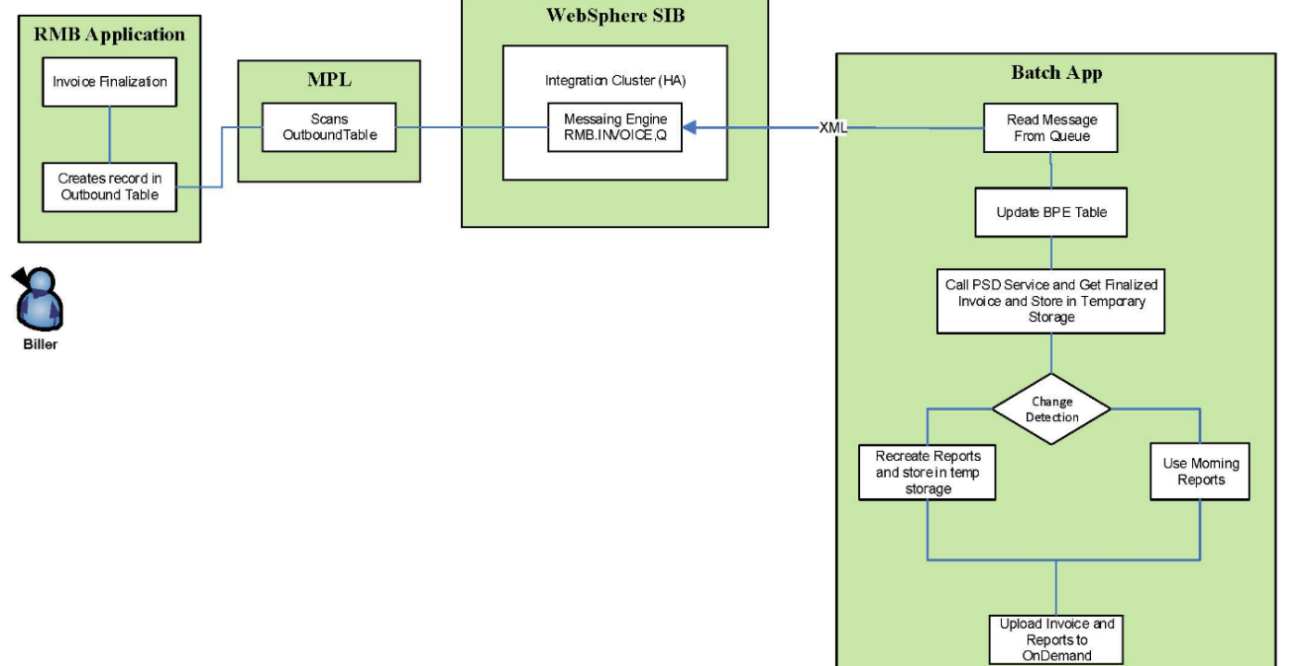 RMB Application
Invoice Finalization
Creates record in
Outbound Table
Biller
MPL
Scans
OutboundTable
WebSphere SIB
Integration Cluster (HA)
Messaing Engine
RMB.INVOICE,Q
XML
Batch App
Read Message
From Queue
Update BPE Table
Call PSD Service and Get Finalized
Invoice and Store in Temporary
Storage
Change
Detection
Recreate Reports
and store in temp
storage
Use Morning
Reports
Upload Invoice and
Reports to
OnDemand